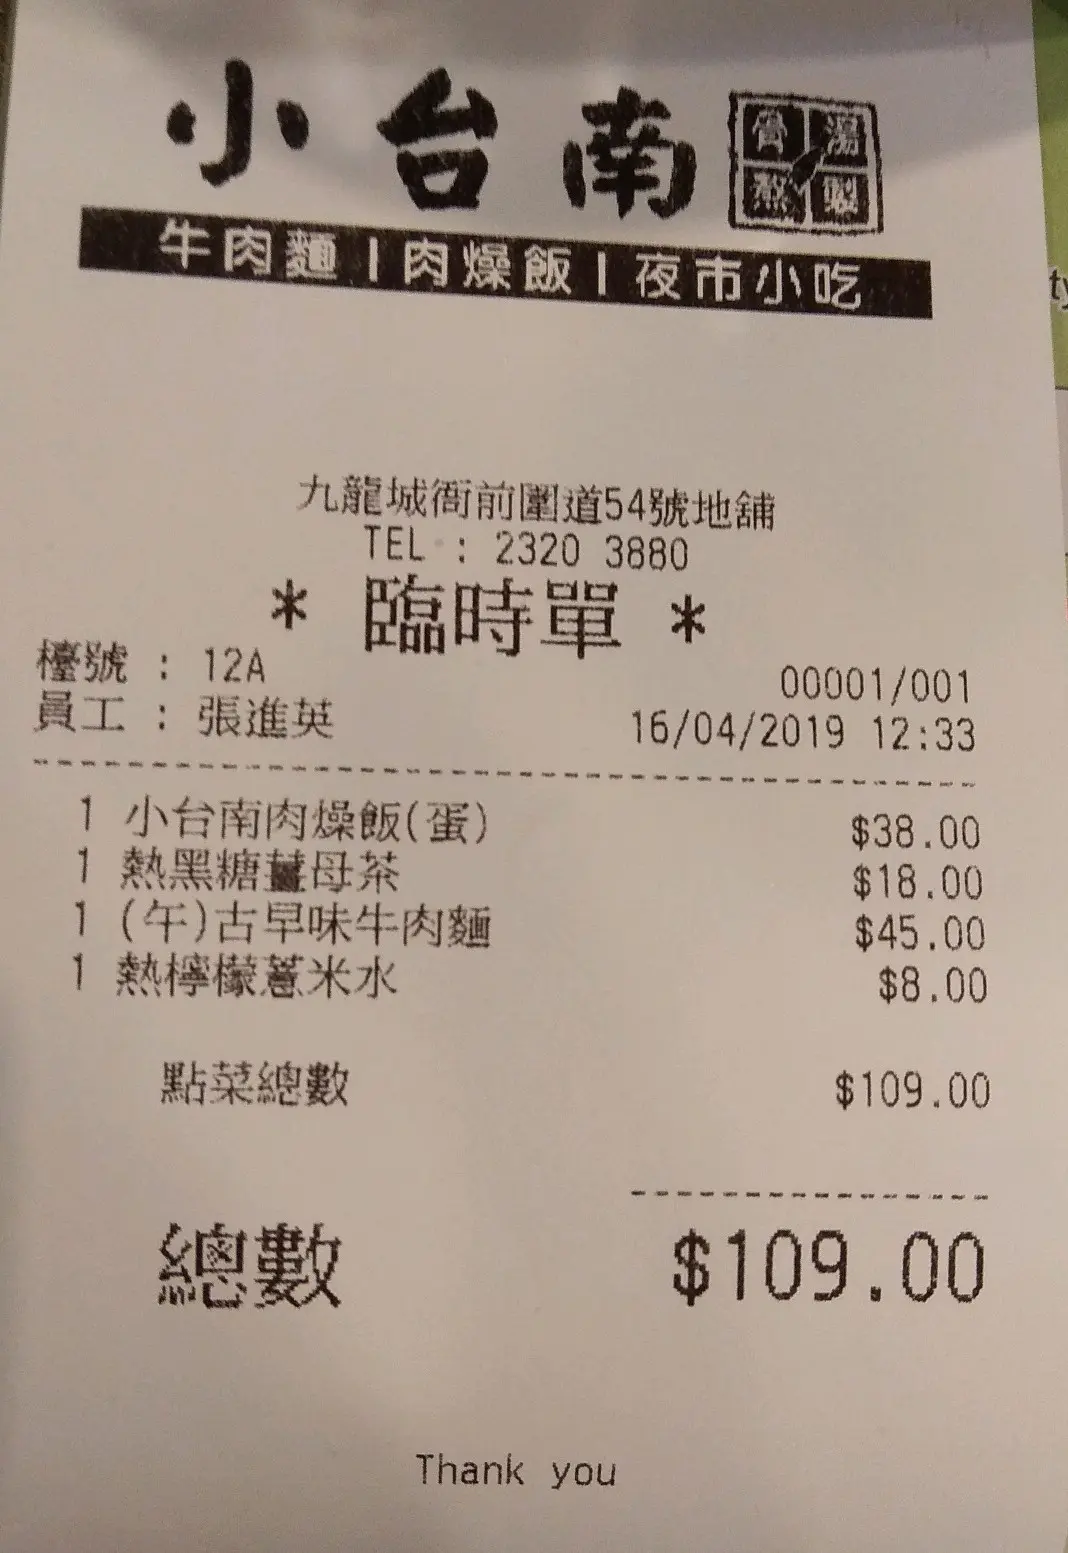 小台南
骨湯
熬製
牛肉麵 | 肉燥飯 | 夜市小吃
九龍城衙前圍道54號地舖
TEL : 2320 3880
* 臨時單 *
檯號 : 12A
00001/001
員工 : 張進英
16/04/2019 12:33
1 小台南肉燥飯(蛋) $38.00
1 熱黑糖薑母茶 $18.00
1 (午)古早味牛肉麵 $45.00
1 熱檸檬薏米水 $8.00
點菜總數 $109.00
總數 $109.00
Thank you
ty